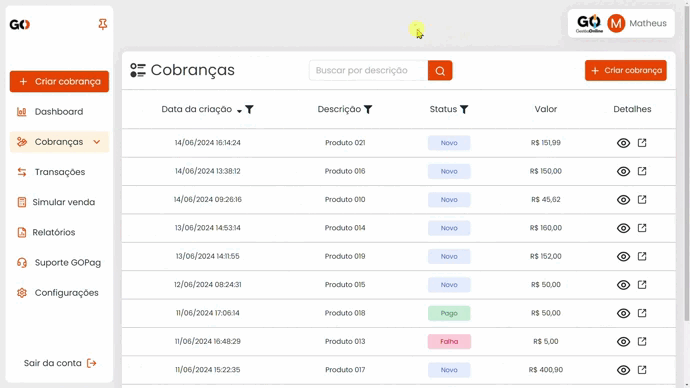 GO
GO
GestãoOnline
M
Matheus
Criar cobrança
Cobranças
Buscar por descrição
Criar cobrança
Dashboard
Cobranças
Transações
Simular venda
Relatórios
Suporte GOPag
Configurações
Sair da conta
Data da criação Descrição Status Valor Detalhes
14/06/2024 16:14:24 Produto 021 Novo R$ 151,99
14/06/2024 13:38:12 Produto 016 Novo R$ 150,00
14/06/2024 09:26:16 Produto 010 Novo R$ 45,62
13/06/2024 14:53:14 Produto 014 Novo R$ 160,00
13/06/2024 14:11:55 Produto 019 Novo R$ 152,00
12/06/2024 08:24:31 Produto 015 Novo R$ 50,00
11/06/2024 17:06:14 Produto 018 Pago R$ 50,00
11/06/2024 16:48:29 Produto 013 Falha R$ 5,00
11/06/2024 15:22:35 Produto 017 Novo R$ 400,90